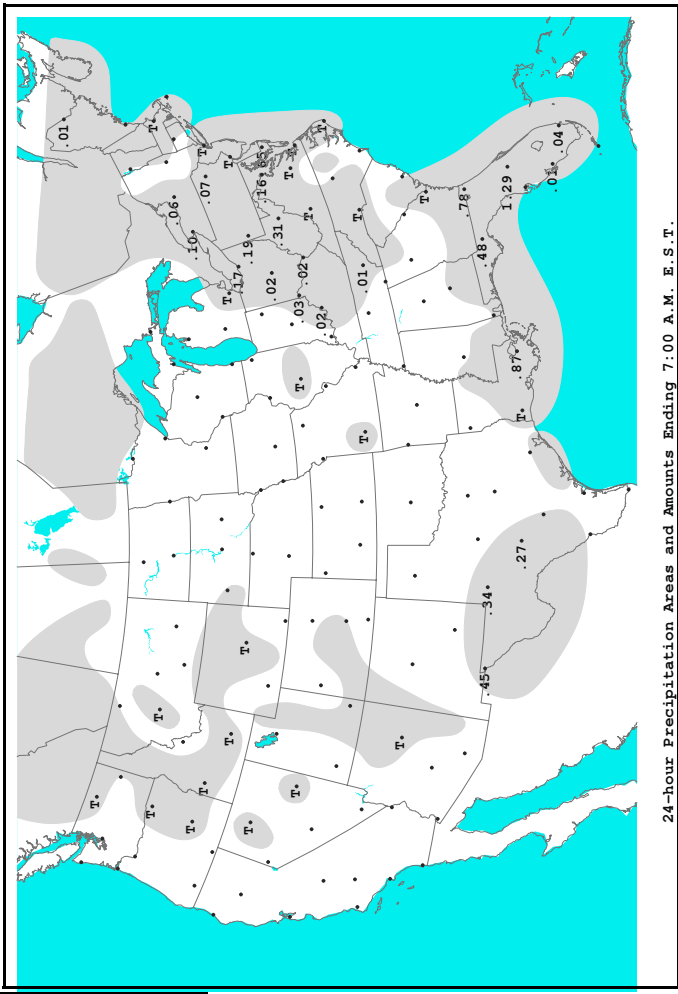 .01
T
T
T
T
.06
T
.10
T
T
.07
T
T
T
.17
T
.19
T
.16
.65
.02
.31
T
T
.03
T
.02
T
.02
T
T
.01
T
T
T
.78
.48
.45
.34
1.29
.87
.27
T
.01
.04
24-hour Precipitation Areas and Amounts Ending 7:00 A.M. E.S.T.